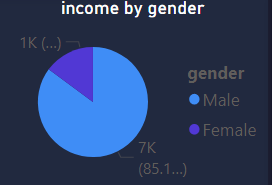 income by gender
1K (...)
gender
Male
Female
7K
(85.1...)